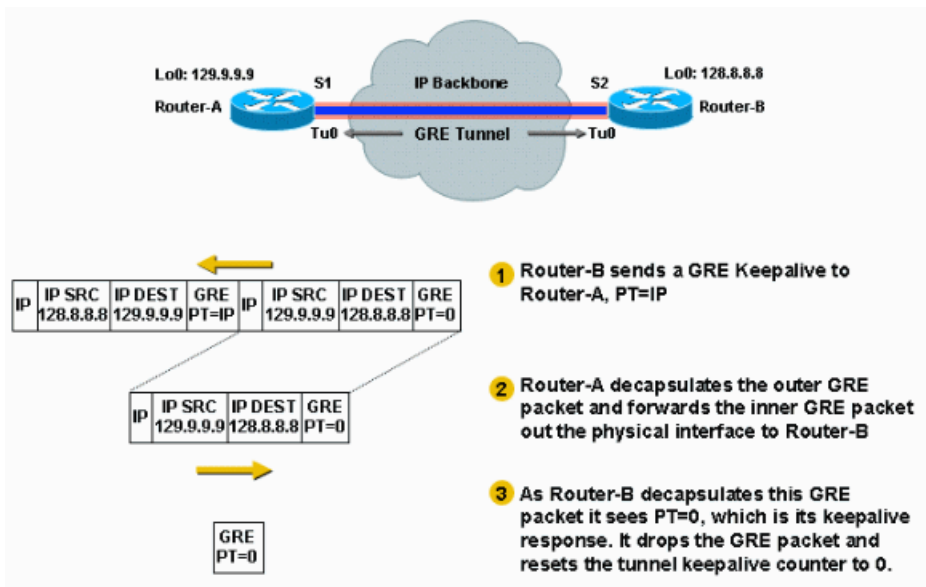 Lo0: 129.9.9.9
S1
IP Backbone
S2
Lo0: 128.8.8.8
Router-A
Router-B
Tu0
GRE Tunnel
Tu0
1
Router-B sends a GRE Keepalive to
Router-A, PT=IP
IP
IP SRC
128.8.8.8
IP DEST
129.9.9.9
GRE
PT=IP
IP
IP SRC
129.9.9.9
IP DEST
128.8.8.8
GRE
PT=0
2
Router-A decapsulates the outer GRE
packet and forwards the inner GRE packet
out the physical interface to Router-B
IP
IP SRC
129.9.9.9
IP DEST
128.8.8.8
GRE
PT=0
3
As Router-B decapsulates this GRE
packet it sees PT=0, which is its keepalive
response. It drops the GRE packet and
resets the tunnel keepalive counter to 0.
GRE
PT=0